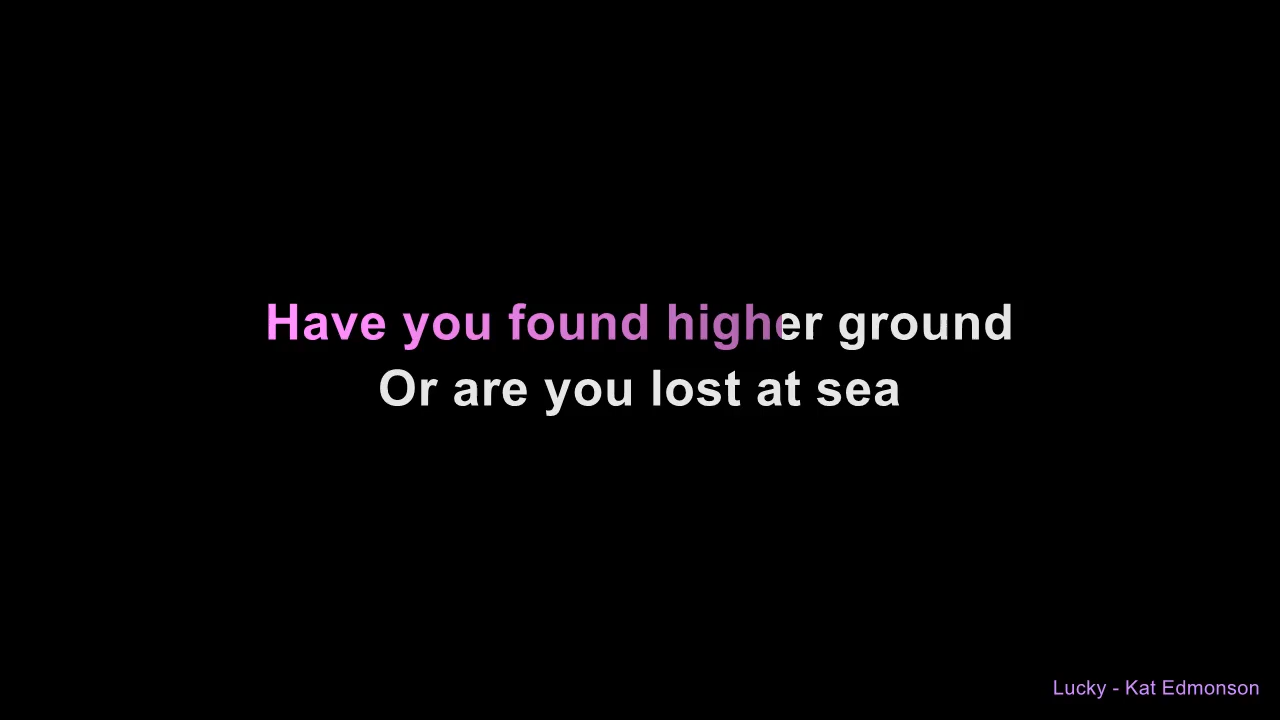 Have you found higher ground
Or are you lost at sea
Lucky - Kat Edmonson